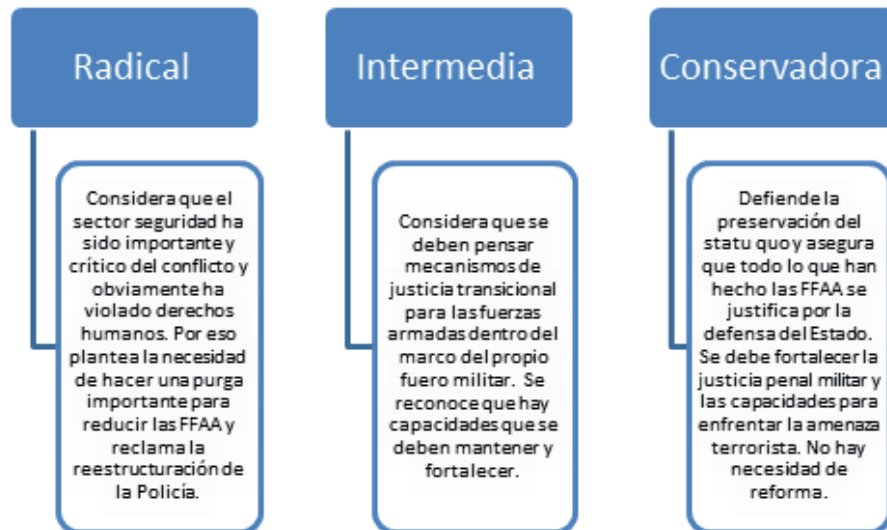 Radical
Considera que el
sector seguridad ha
sido importante y
crítico del conflicto y
obviamente ha
violado derechos
humanos. Por eso
plantea la necesidad
de hacer una purga
importante para
reducir las FFAA y
reclama la
reestructuración de
la Policía.
Intermedia
Considera que se
deben pensar
mecanismos de
justicia transicional
para las fuerzas
armadas dentro del
marco del propio
fuero militar. Se
reconoce que hay
capacidades que se
deben mantener y
fortalecer.
Conservadora
Defiende la
preservación del
statu quo y asegura
que todo lo que han
hecho las FFAA se
justifica por la
defensa del Estado.
Se debe fortalecer la
justicia penal militar y
las capacidades para
enfrentar la amenaza
terrorista. No hay
necesidad de
reforma.